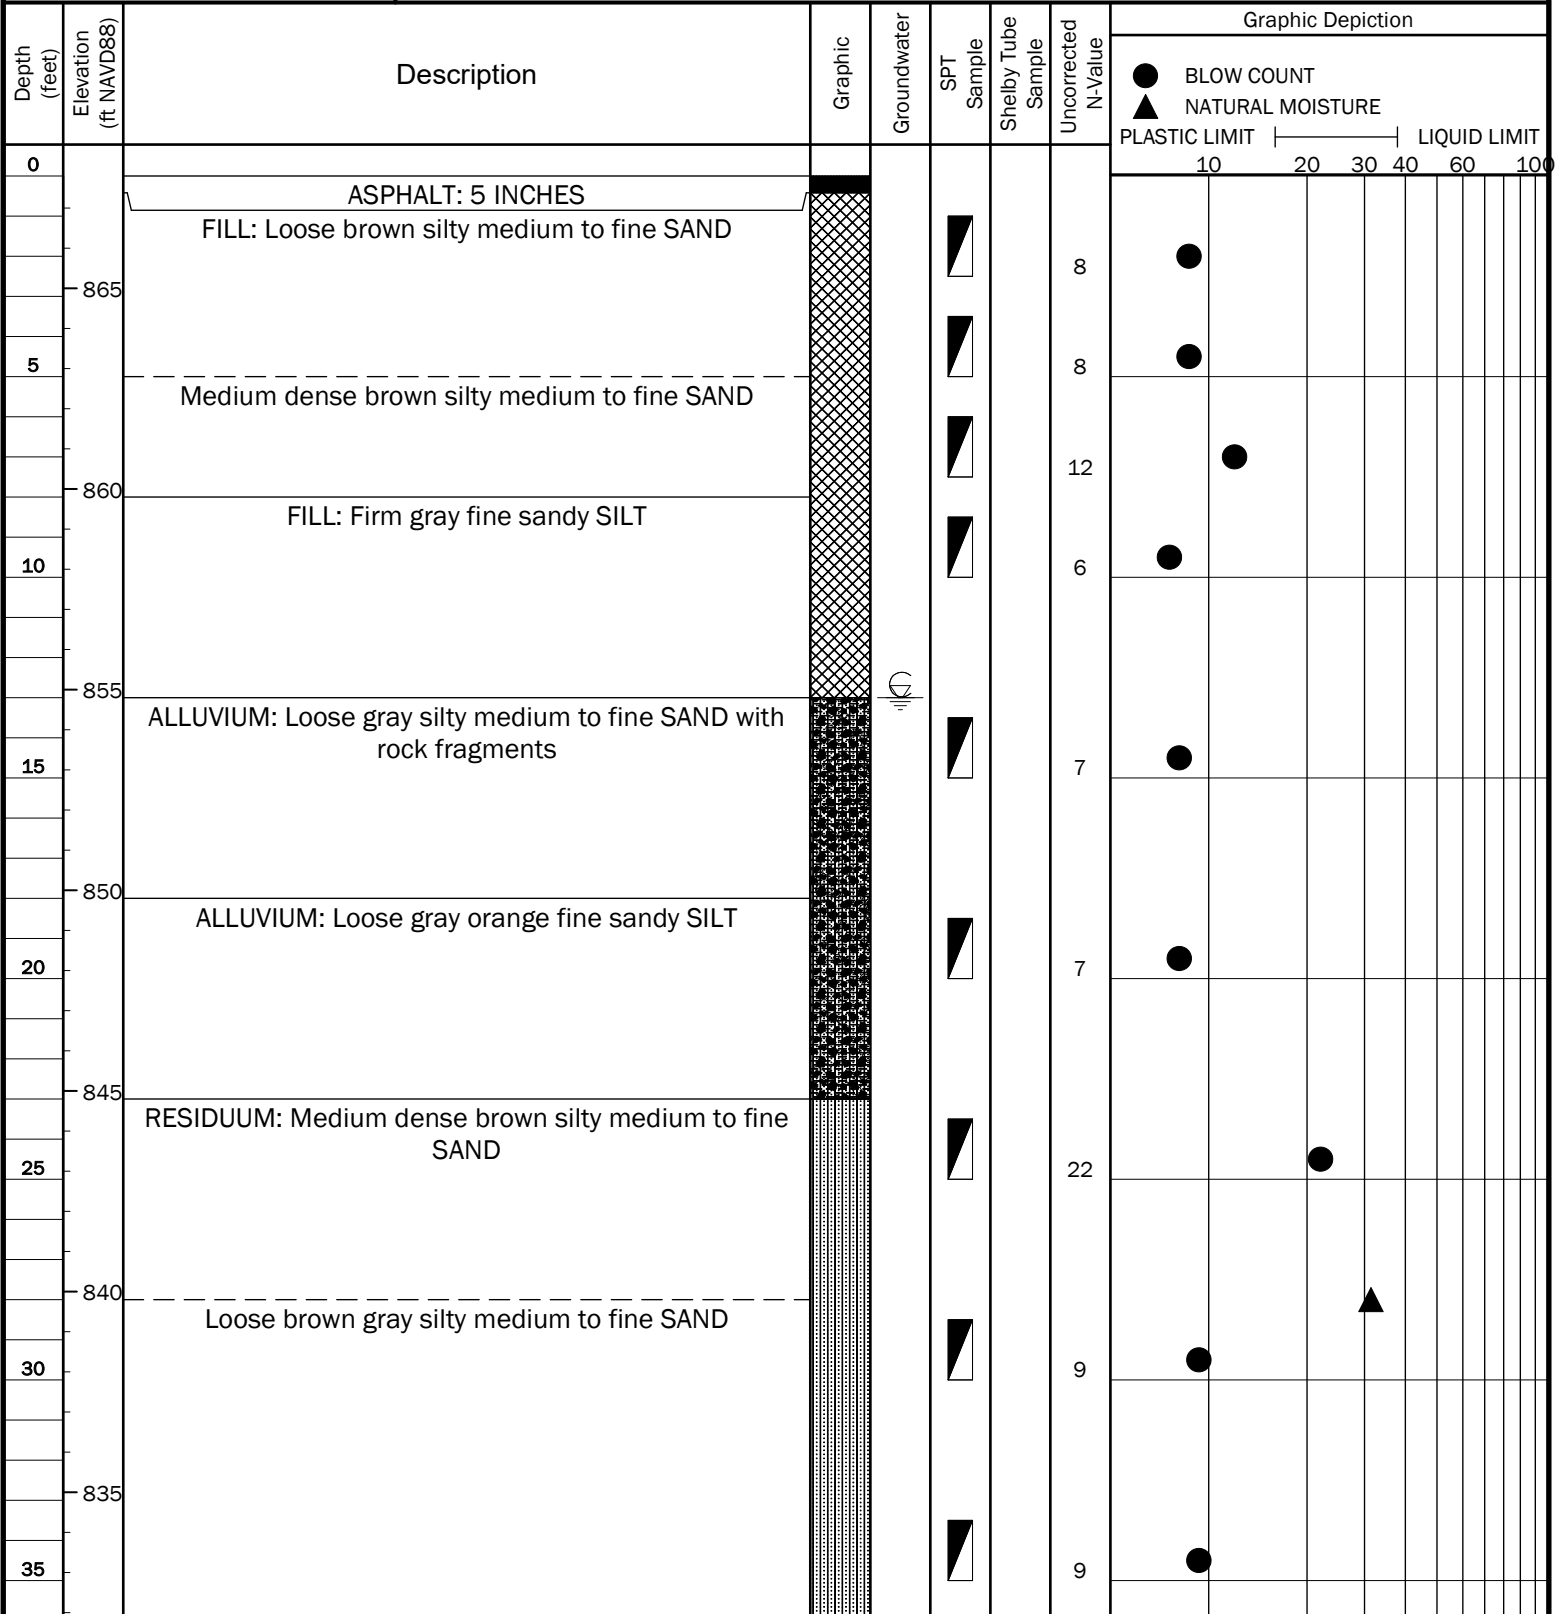 Depth
(feet)
Elevation
(ft NAVD88)
Description
Graphic
Groundwater
SPT
Sample
Shelby Tube
Sample
Uncorrected
N-Value
Graphic Depiction
BLOW COUNT
NATURAL MOISTURE
PLASTIC LIMIT LIQUID LIMIT
10 20 30 40 60 100
0
ASPHALT: 5 INCHES
FILL: Loose brown silty medium to fine SAND
8
865
5
8
Medium dense brown silty medium to fine SAND
12
860
FILL: Firm gray fine sandy SILT
10
6
855
ALLUVIUM: Loose gray silty medium to fine SAND with
rock fragments
15
7
850
ALLUVIUM: Loose gray orange fine sandy SILT
20
7
845
RESIDUUM: Medium dense brown silty medium to fine
SAND
25
22
840
Loose brown gray silty medium to fine SAND
30
9
835
35
9